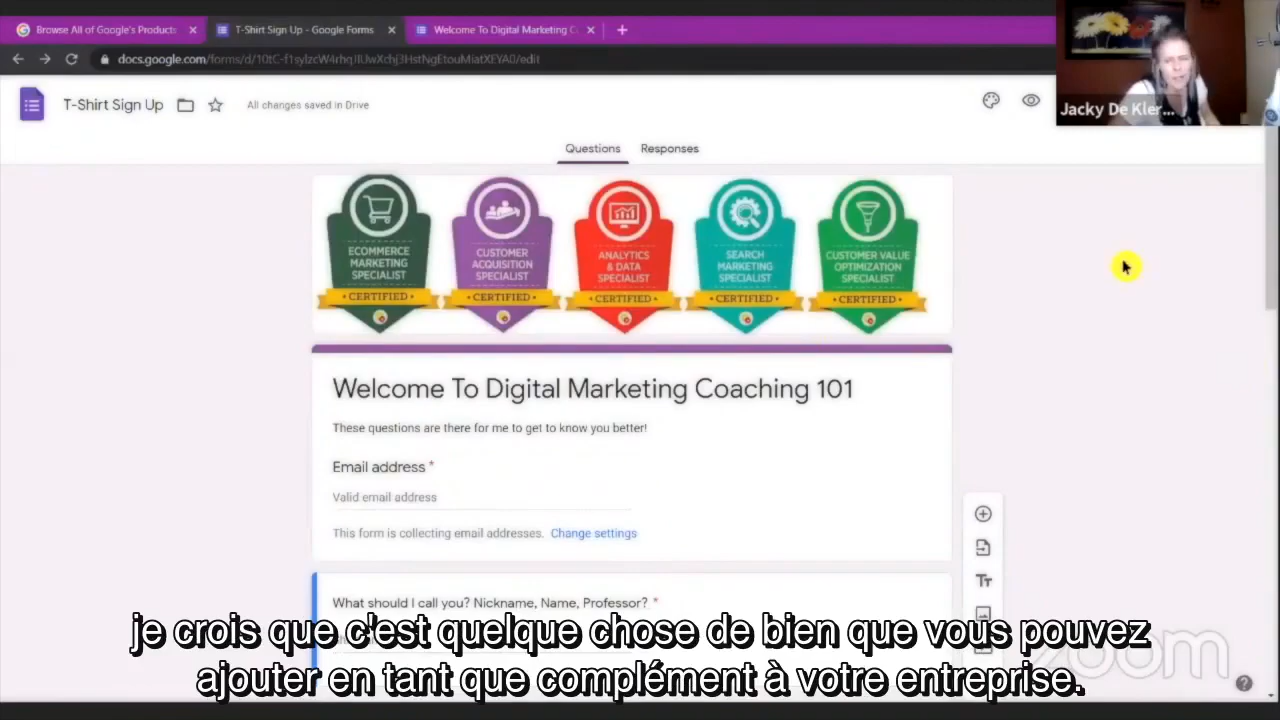 Browse All of Google's Products
T-Shirt Sign Up - Google Forms
Welcome To Digital Marketing C
T-Shirt Sign Up
All changes saved in Drive
Jacky De Kler...
Questions
Responses
ECOMMERCE
MARKETING
SPECIALIST
CERTIFIED
CUSTOMER
ACQUISITION
SPECIALIST
CERTIFIED
ANALYTICS
& DATA
SPECIALIST
CERTIFIED
SEARCH
MARKETING
SPECIALIST
CERTIFIED
CUSTOMER VALUE
OPTIMIZATION
SPECIALIST
CERTIFIED
Welcome To Digital Marketing Coaching 101
These questions are there for me to get to know you better!
Email address *
Valid email address
This form is collecting email addresses. Change settings
What should I call you? Nickname, Name, Professor? *
je crois que c'est quelque chose de bien que vous pouvez
ajouter en tant que complément à votre entreprise.
zoom